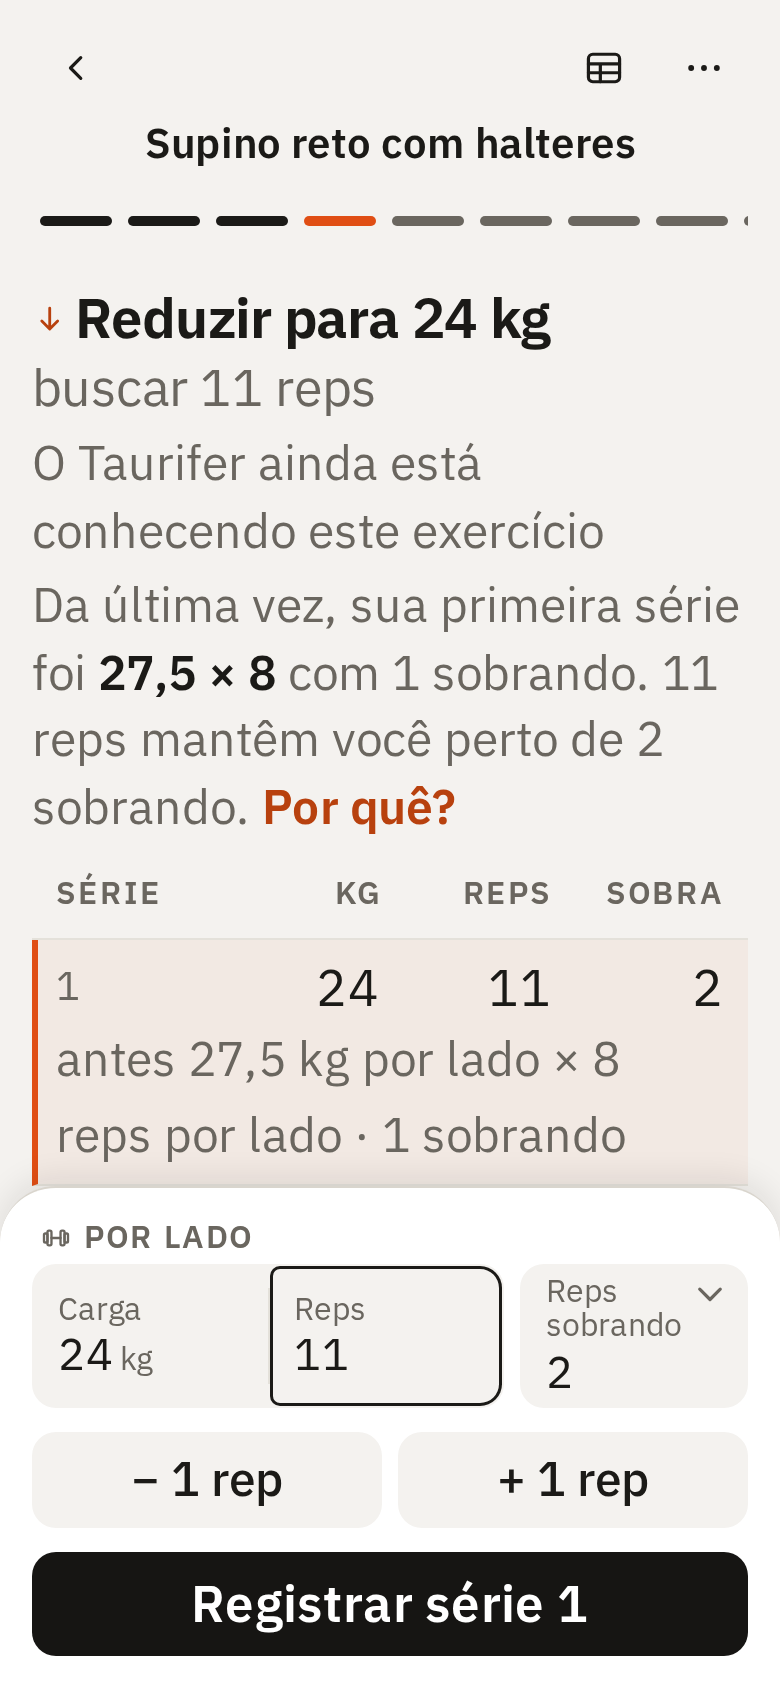 Supino reto com halteres
↓ Reduzir para 24 kg
buscar 11 reps
O Taurifer ainda está
conhecendo este exercício
Da última vez, sua primeira série
foi 27,5 × 8 com 1 sobrando. 11
reps mantêm você perto de 2
sobrando. Por quê?
SÉRIE KG REPS SOBRA
1 24 11 2
antes 27,5 kg por lado × 8
reps por lado · 1 sobrando
POR LADO
Carga
24 kg
Reps
11
Reps
sobrando
2
− 1 rep
+ 1 rep
Registrar série 1